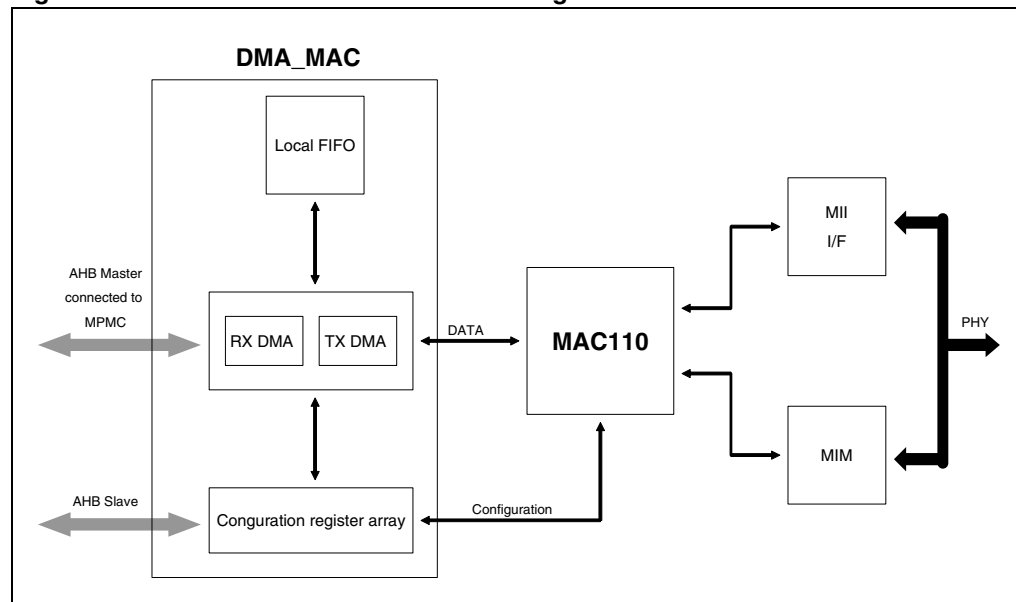 DMA_MAC
Local FIFO
AHB Master
connected to
MPMC
RX DMA
TX DMA
DATA
MAC110
MII
I/F
PHY
MIM
AHB Slave
Conguration register array
Configuration